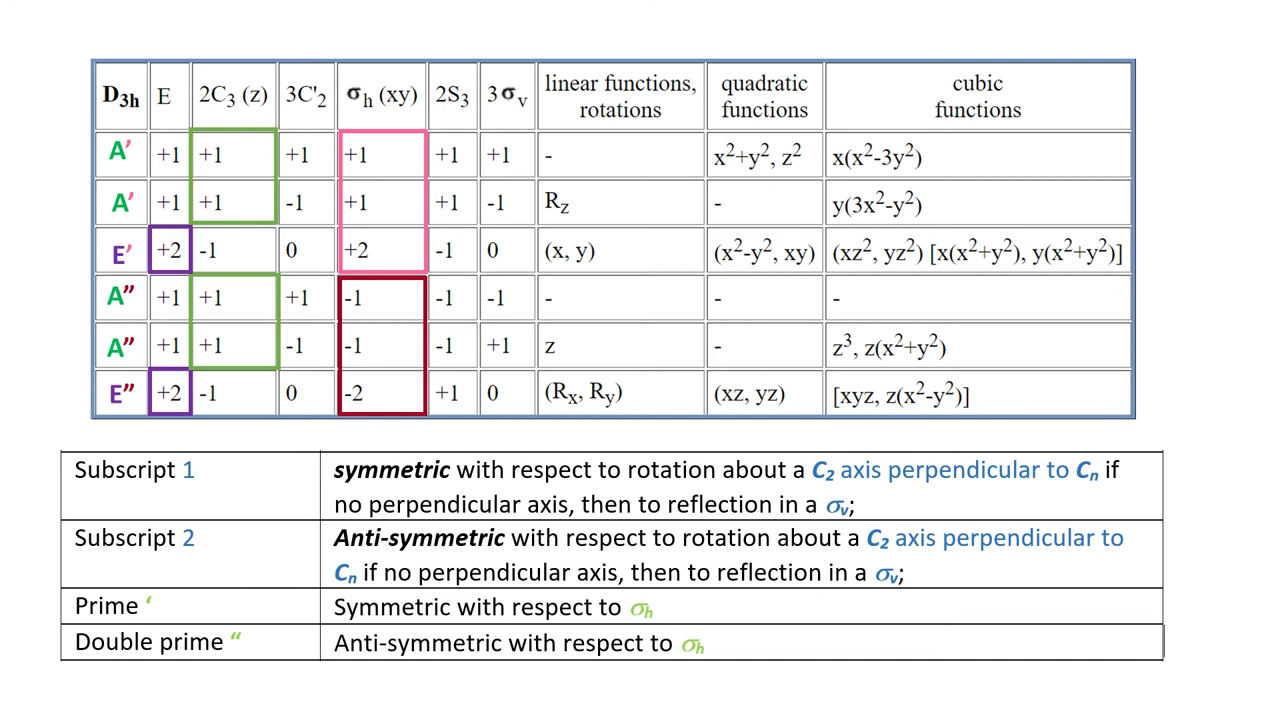 D3h E 2C3 (z) 3C'2 σh (xy) 2S3 3σv linear functions, rotations quadratic functions cubic functions
A’ +1 +1 +1 +1 +1 +1 - x²+y², z² x(x²-3y²)
A’ +1 +1 -1 +1 +1 -1 Rz - y(3x²-y²)
E’ +2 -1 0 +2 -1 0 (x, y) (x²-y², xy) (xz², yz²) [x(x²+y²), y(x²+y²)]
A” +1 +1 +1 -1 -1 -1 - - -
A” +1 +1 -1 -1 -1 +1 z - z³, z(x²+y²)
E” +2 -1 0 -2 +1 0 (Rx, Ry) (xz, yz) [xyz, z(x²-y²)]
Subscript 1 symmetric with respect to rotation about a C2 axis perpendicular to Cn if
no perpendicular axis, then to reflection in a σv;
Subscript 2 Anti-symmetric with respect to rotation about a C2 axis perpendicular to
Cn if no perpendicular axis, then to reflection in a σv;
Prime ‘ Symmetric with respect to σh
Double prime “ Anti-symmetric with respect to σh